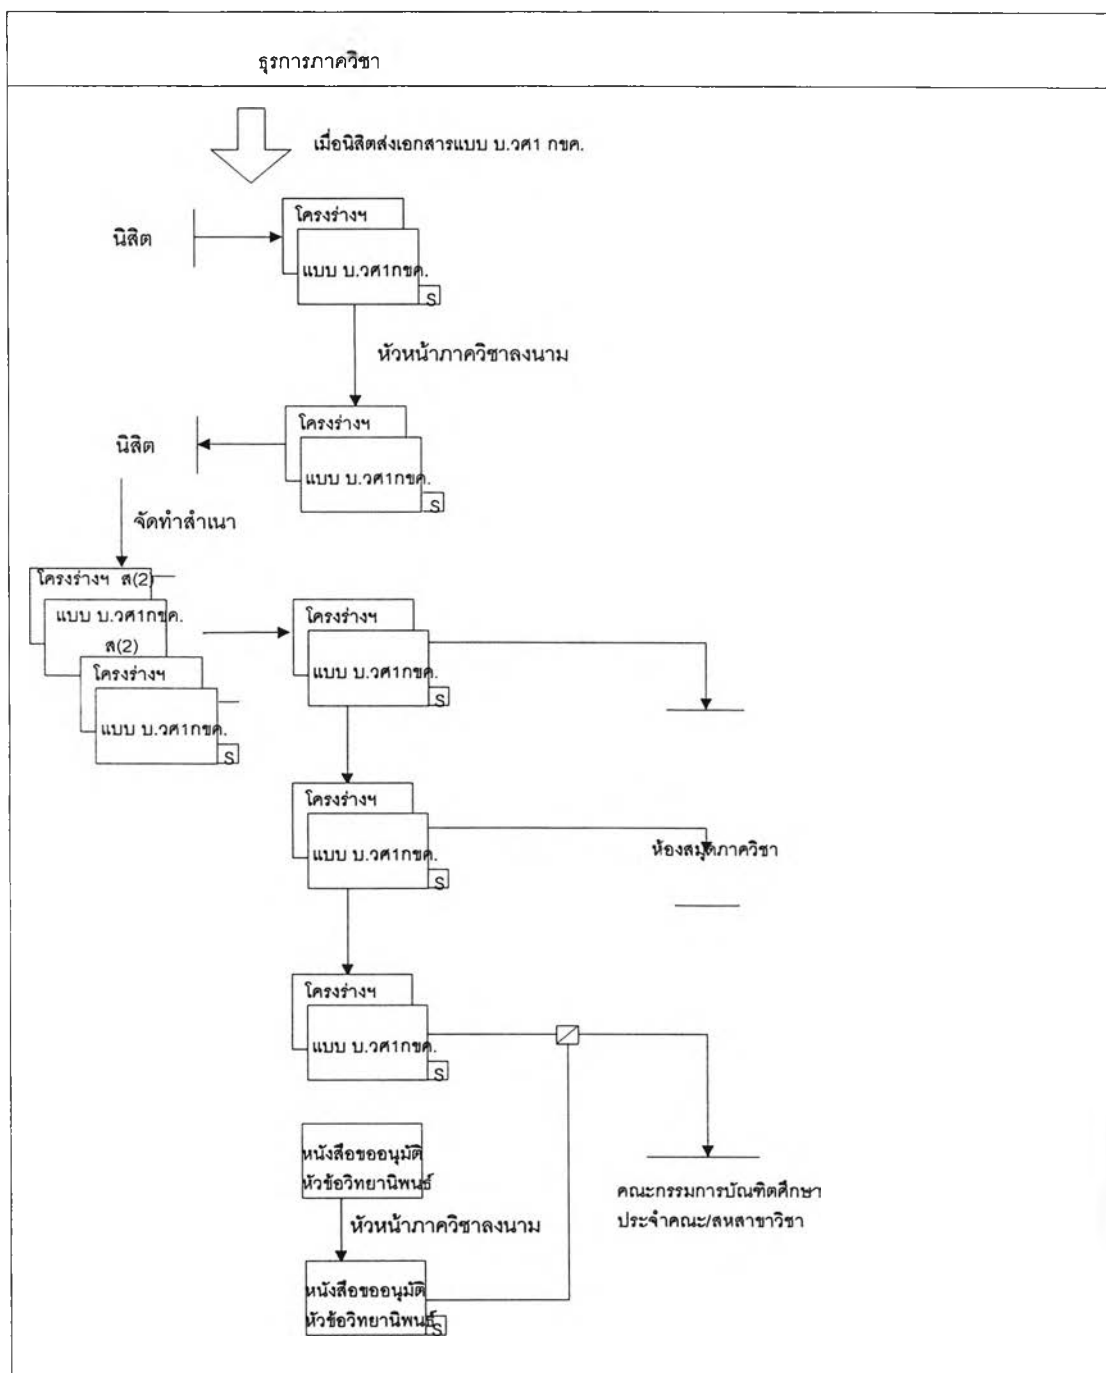 ธุรการภาควิชา
เมื่อนิสิตส่งเอกสารแบบ บ.วศ1 กขค.
นิสิต
โครงร่างฯ
แบบ บ.วศ1กขค.
S
หัวหน้าภาควิชาลงนาม
นิสิต
โครงร่างฯ
แบบ บ.วศ1กขค.
S
จัดทำสำเนา
โครงร่างฯ ส(2)
แบบ บ.วศ1กขค.
ส(2)
โครงร่างฯ
แบบ บ.วศ1กขค.
S
โครงร่างฯ
แบบ บ.วศ1กขค.
S
โครงร่างฯ
แบบ บ.วศ1กขค.
S
ห้องสมุดภาควิชา
โครงร่างฯ
แบบ บ.วศ1กขค.
S
หนังสือขออนุมัติ
หัวข้อวิทยานิพนธ์
คณะกรรมการบัณฑิตศึกษา
ประจำคณะ/สหสาขาวิชา
หัวหน้าภาควิชาลงนาม
หนังสือขออนุมัติ
หัวข้อวิทยานิพนธ์
S